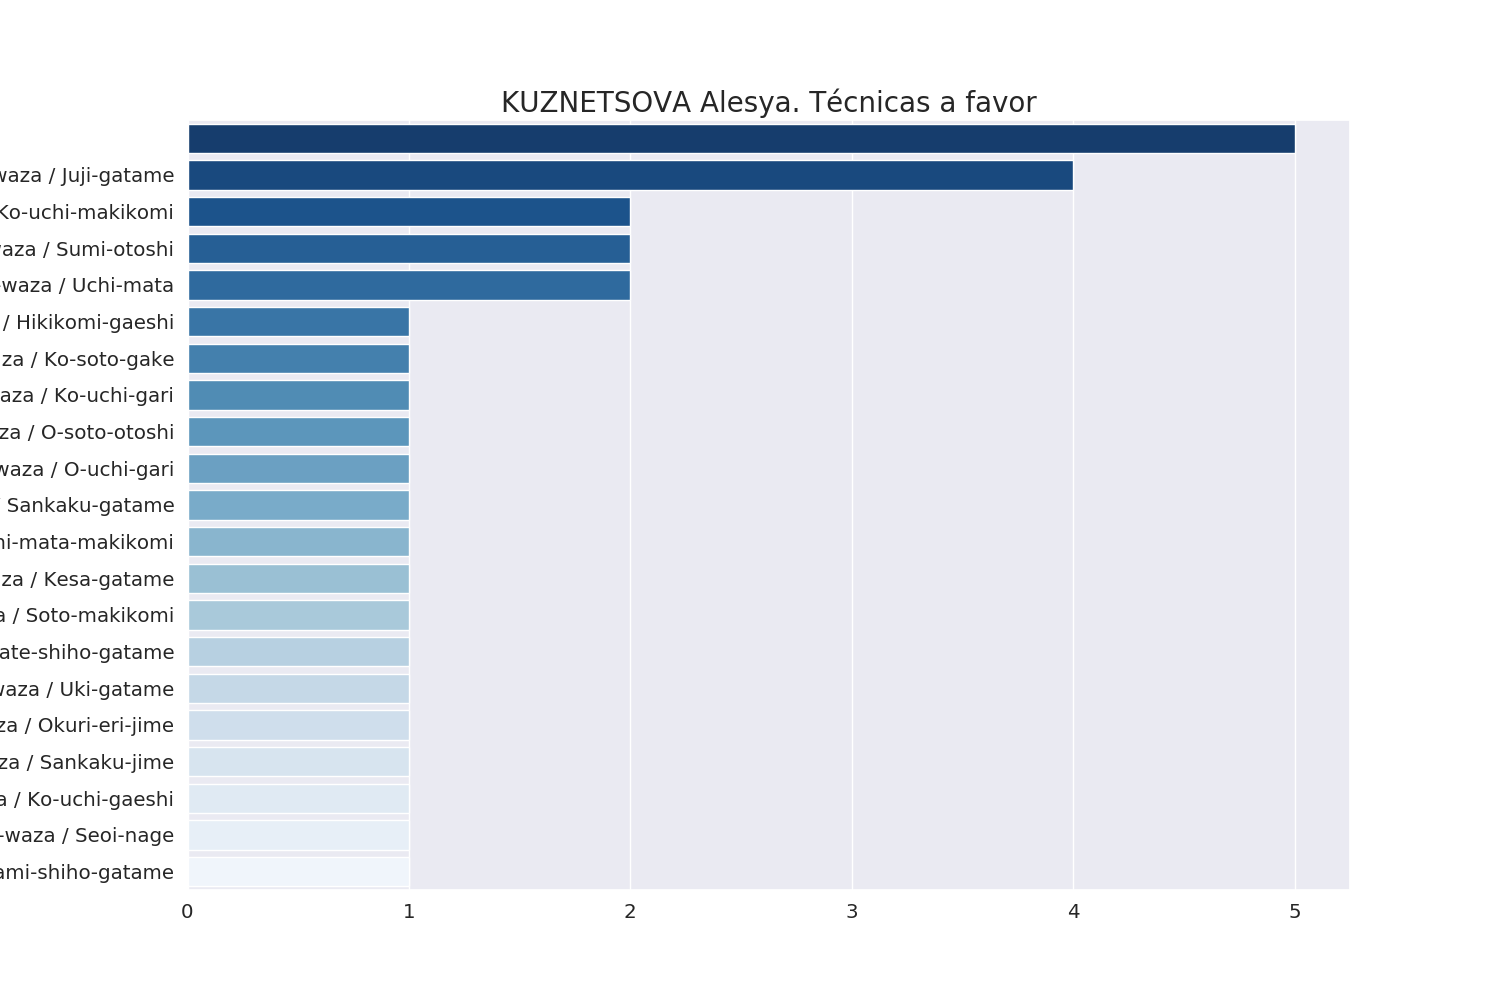 KUZNETSOVA Alesya. Técnicas a favor
waza / Juji-gatame
Ko-uchi-makikomi
aza / Sumi-otoshi
-waza / Uchi-mata
/ Hikikomi-gaeshi
za / Ko-soto-gake
aza / Ko-uchi-gari
za / O-soto-otoshi
waza / O-uchi-gari
/ Sankaku-gatame
hi-mata-makikomi
za / Kesa-gatame
a / Soto-makikomi
ate-shiho-gatame
waza / Uki-gatame
za / Okuri-eri-jime
za / Sankaku-jime
a / Ko-uchi-gaeshi
-waza / Seoi-nage
ami-shiho-gatame
0 1 2 3 4 5